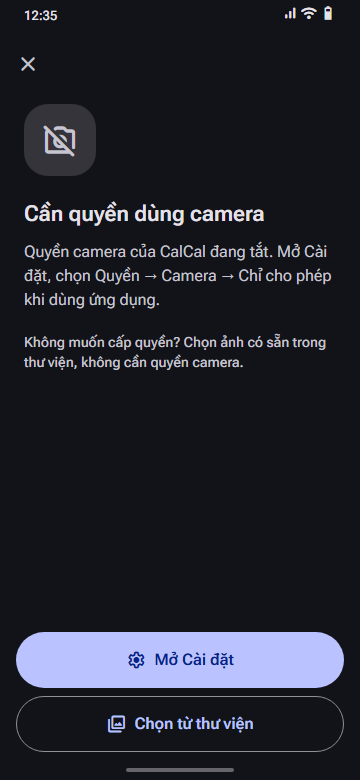 12:35
Cần quyền dùng camera
Quyền camera của CalCal đang tắt. Mở Cài
đặt, chọn Quyền → Camera → Chỉ cho phép
khi dùng ứng dụng.
Không muốn cấp quyền? Chọn ảnh có sẵn trong
thư viện, không cần quyền camera.
Mở Cài đặt
Chọn từ thư viện